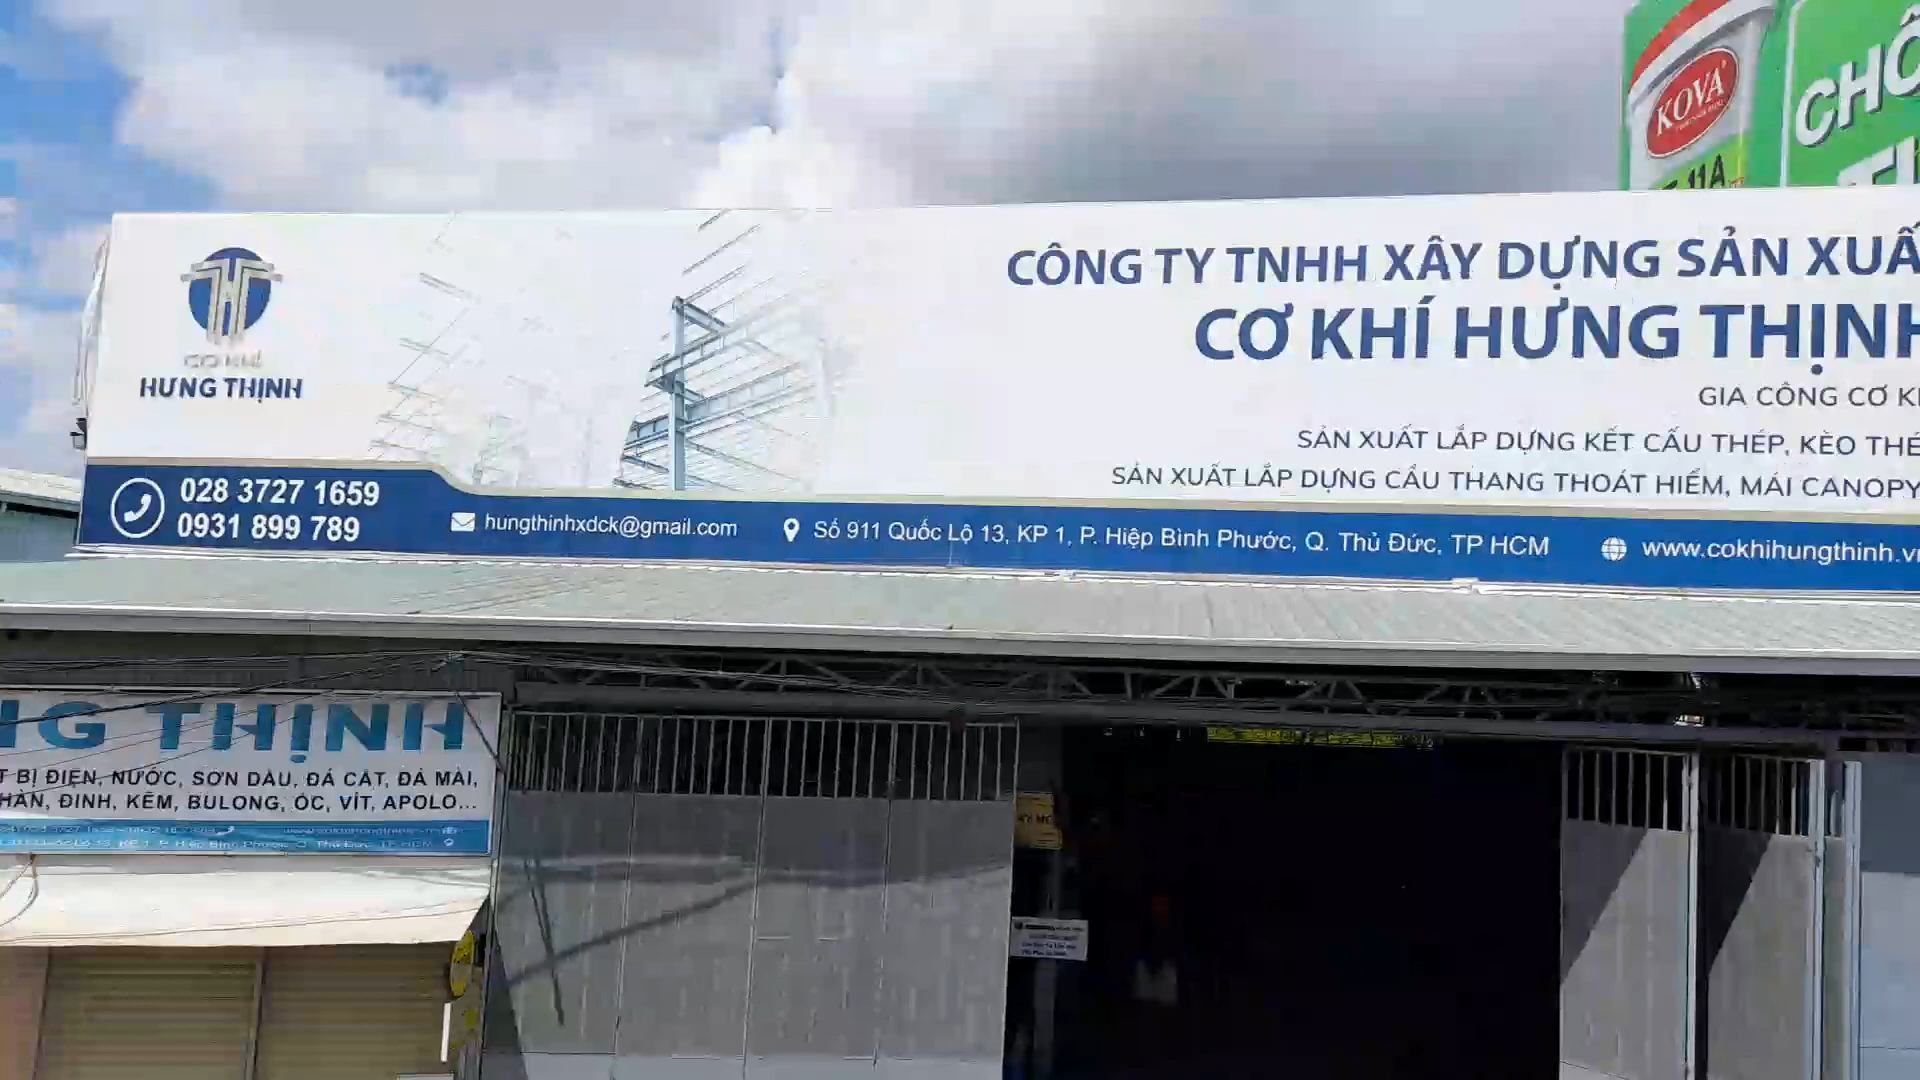 KOVA
11A
CHỐ
CƠ KHÍ
HƯNG THỊNH
CÔNG TY TNHH XÂY DỰNG SẢN XUẤ
CƠ KHÍ HƯNG THỊNH
GIA CÔNG CƠ K
SẢN XUẤT LẮP DỰNG KẾT CẤU THÉP, KÈO THÉ
SẢN XUẤT LẮP DỰNG CẦU THANG THOÁT HIỂM, MÁI CANOPY
028 3727 1659
0931 899 789
hungthinhxdck@gmail.com
Số 911 Quốc Lộ 13, KP 1, P. Hiệp Bình Phước, Q. Thủ Đức, TP HCM
www.cokhihungthinh.vn
NG THỊNH
T BỊ ĐIỆN, NƯỚC, SƠN DẦU, ĐÁ CẮT, ĐÁ MÀI,
HÀN, ĐINH, KẼM, BULONG, ỐC, VÍT, APOLO...